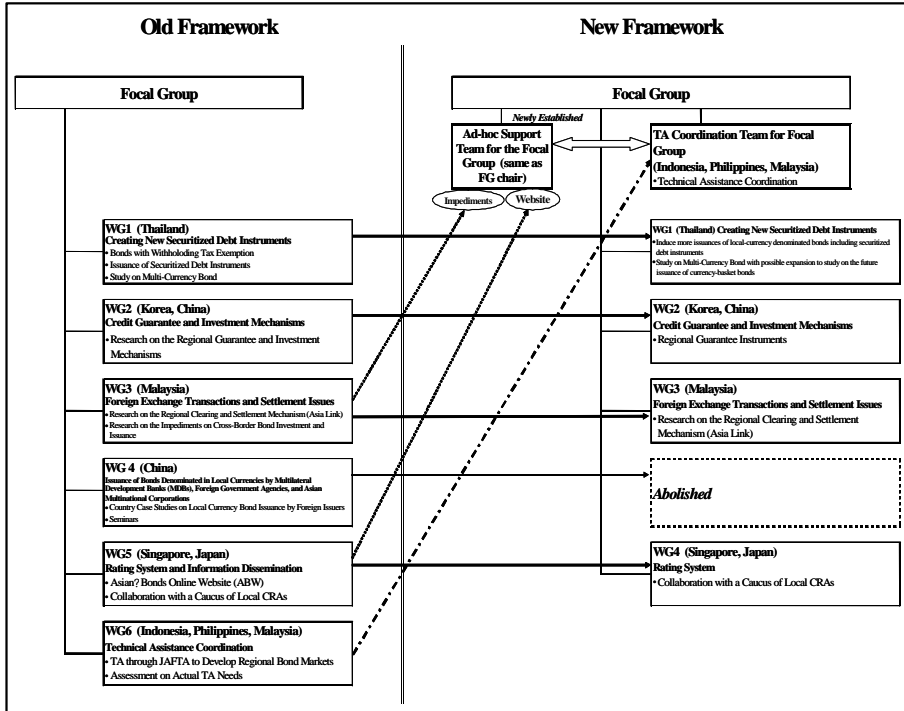 Old Framework
Focal Group
WG1 (Thailand)
Creating New Securitized Debt Instruments
• Bonds with Withholoding Tax Exemption
• Issuance of Securitized Debt Instruments
• Study on Multi-Currency Bond
WG2 (Korea, China)
Credit Guarantee and Investment Mechanisms
• Research on the Regional Guarantee and Investment
Mechanisms
WG3 (Malaysia)
Foreign Exchange Transactions and Settlement Issues
• Research on the Regional Clearing and Settlement Mechanism (Asia Link)
• Research on the Impediments on Cross-Border Bond Investment and
Issuance
WG 4 (China)
Issuance of Bonds Denominated in Local Currencies by Multilateral
Development Banks (MDBs), Foreign Government Agencies, and Asian
Multinational Corporations
• Country Case Studies on Local Currency Bond Issuance by Foreign Issuers
• Seminars
WG5 (Singapore, Japan)
Rating System and Information Dissemination
• Asian? Bonds Online Website (ABW)
• Collaboration with a Caucus of Local CRAs
WG6 (Indonesia, Philippines, Malaysia)
Technical Assistance Coordination
• TA through JAFTA to Develop Regional Bond Markets
• Assessment on Actual TA Needs
New Framework
Focal Group
Newly Established
Ad-hoc Support
Team for the Focal
Group (same as
FG chair)
Impediments
Website
TA Coordination Team for Focal
Group
(Indonesia, Philippines, Malaysia)
• Technical Assistance Coordination
WG1 (Thailand) Creating New Securitized Debt Instruments
• Induce more issuances of local-currency denominated bonds including securitized
debt instruments
• Study on Multi-Currency Bond with possible expansion to study on the future
issuance of currency-basket bonds
WG2 (Korea, China)
Credit Guarantee and Investment Mechanisms
• Regional Guarantee Instruments
WG3 (Malaysia)
Foreign Exchange Transactions and Settlement Issues
• Research on the Regional Clearing and Settlement
Mechanism (Asia Link)
Abolished
WG4 (Singapore, Japan)
Rating System
• Collaboration with a Caucus of Local CRAs